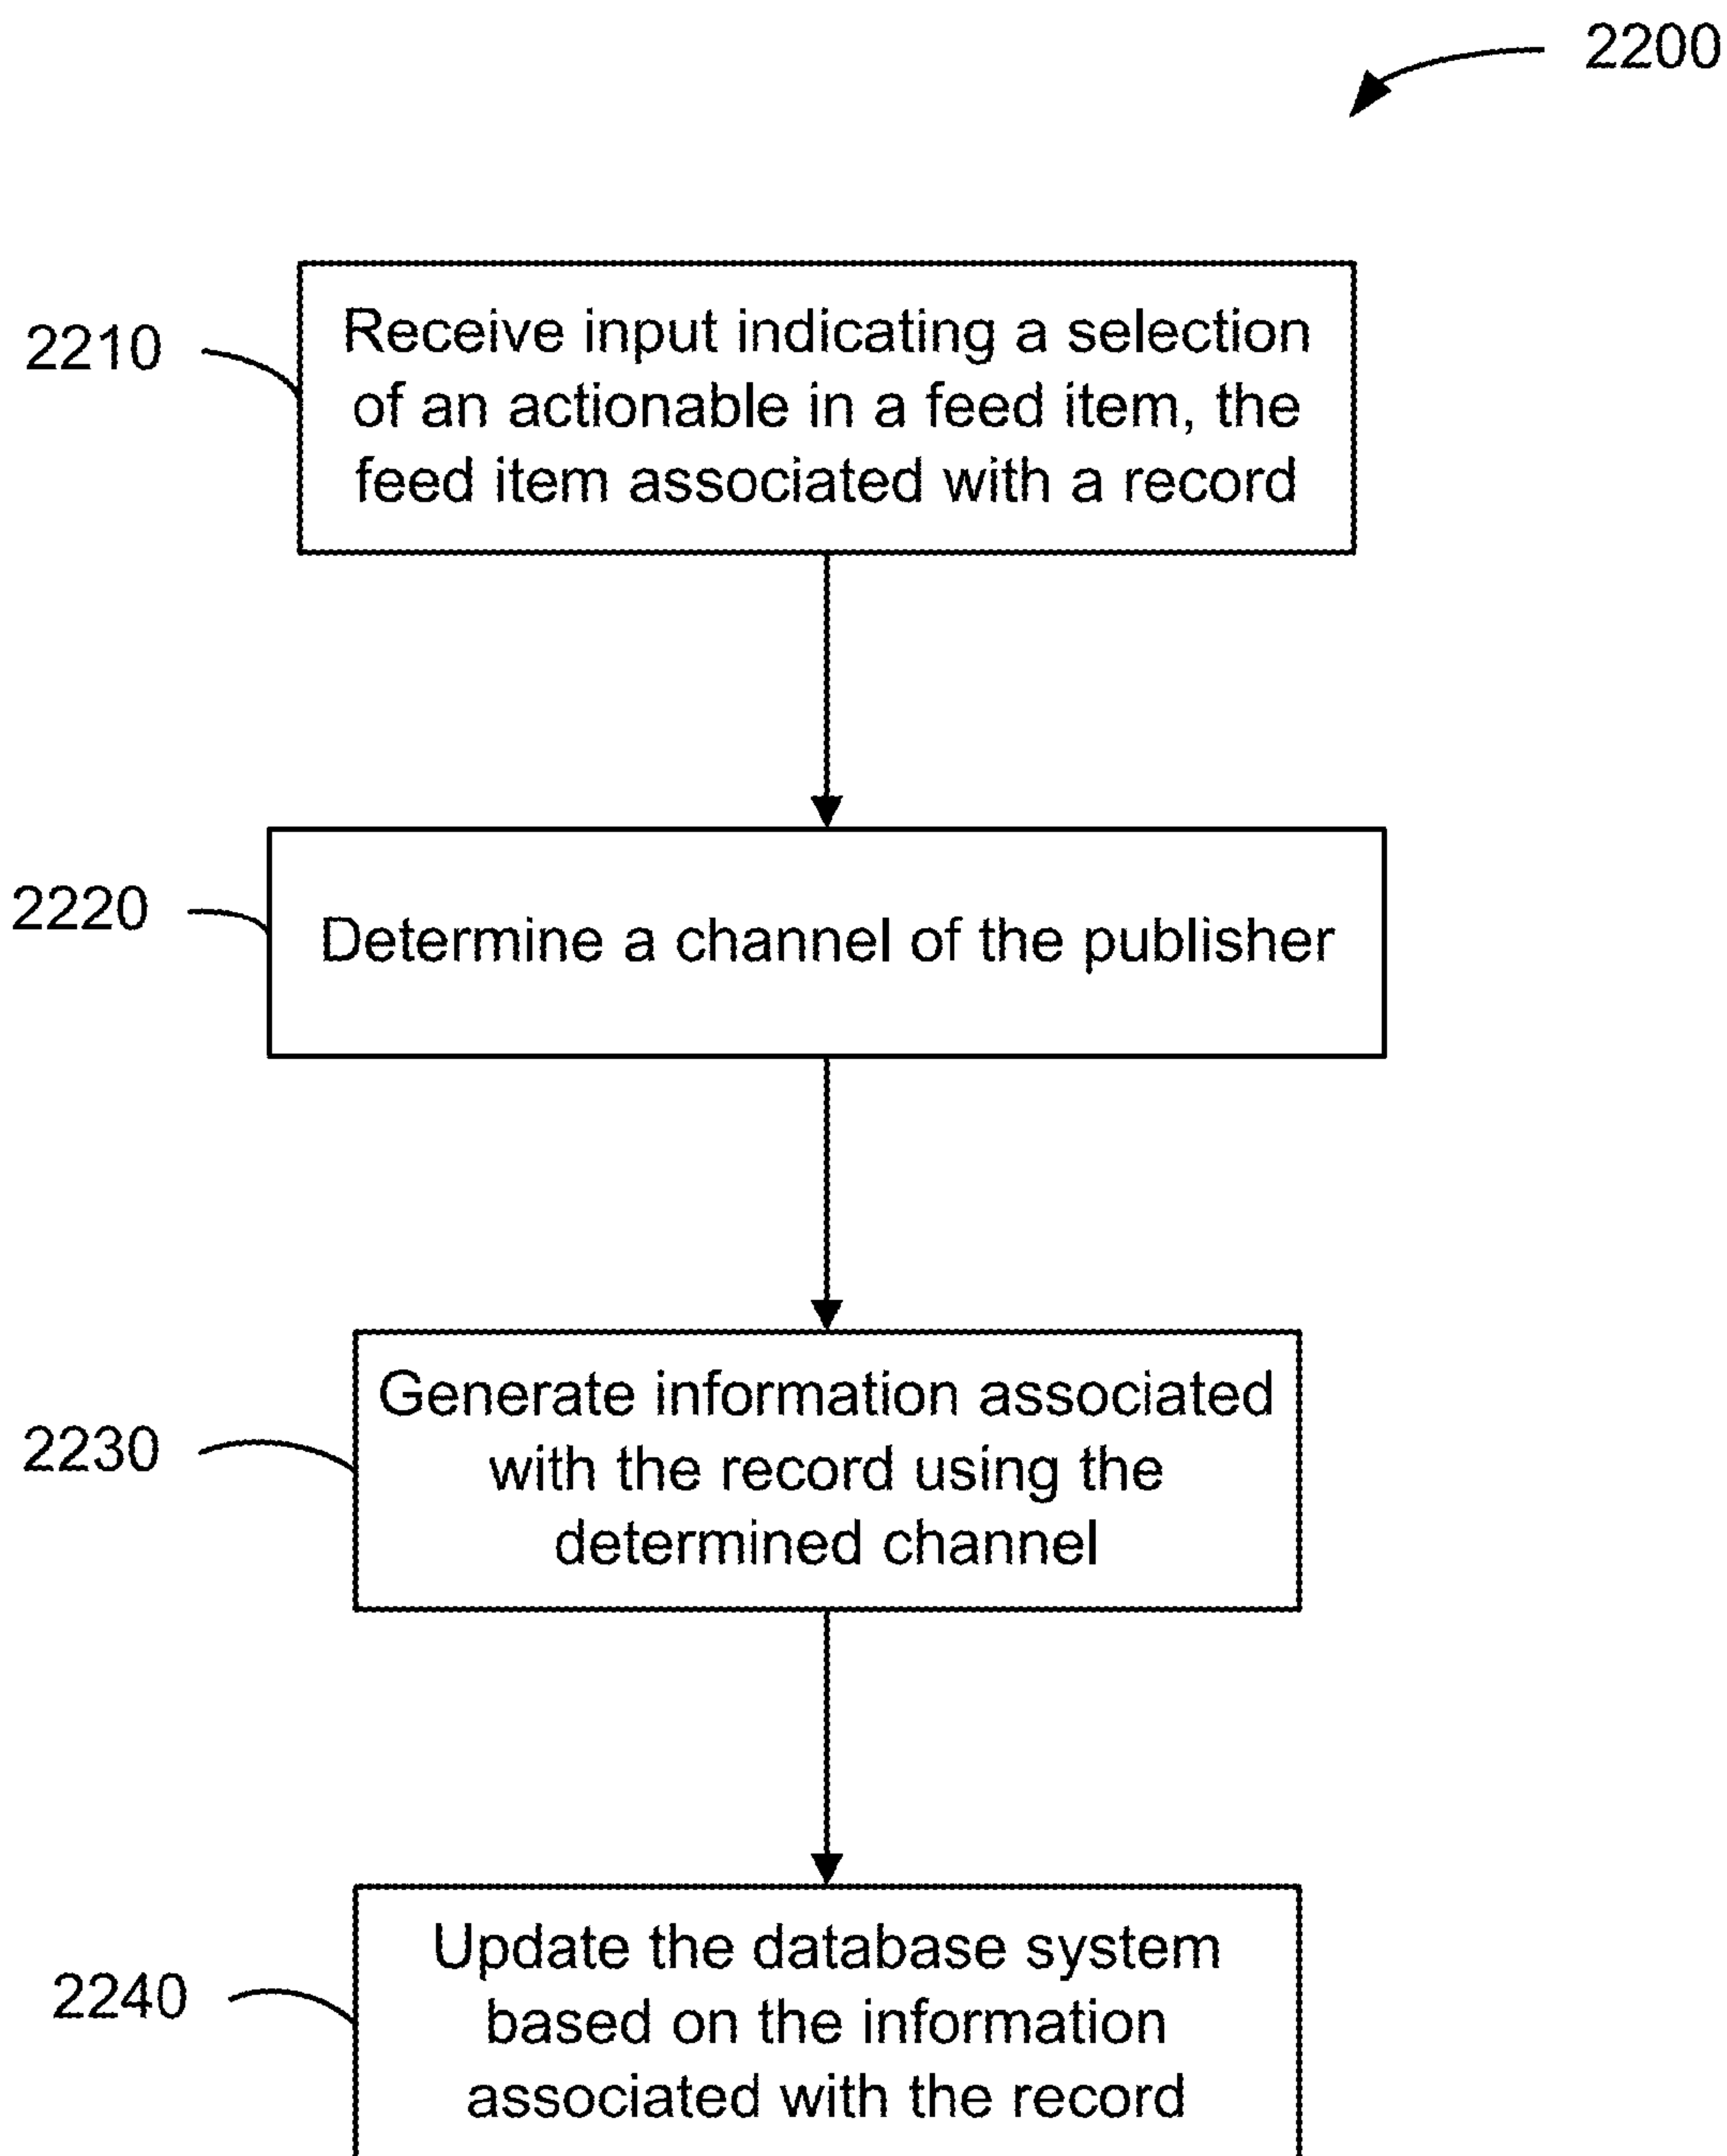 2200
2210
Receive input indicating a selection
of an actionable in a feed item, the
feed item associated with a record
2220
Determine a channel of the publisher
2230
Generate information associated
with the record using the
determined channel
2240
Update the database system
based on the information
associated with the record